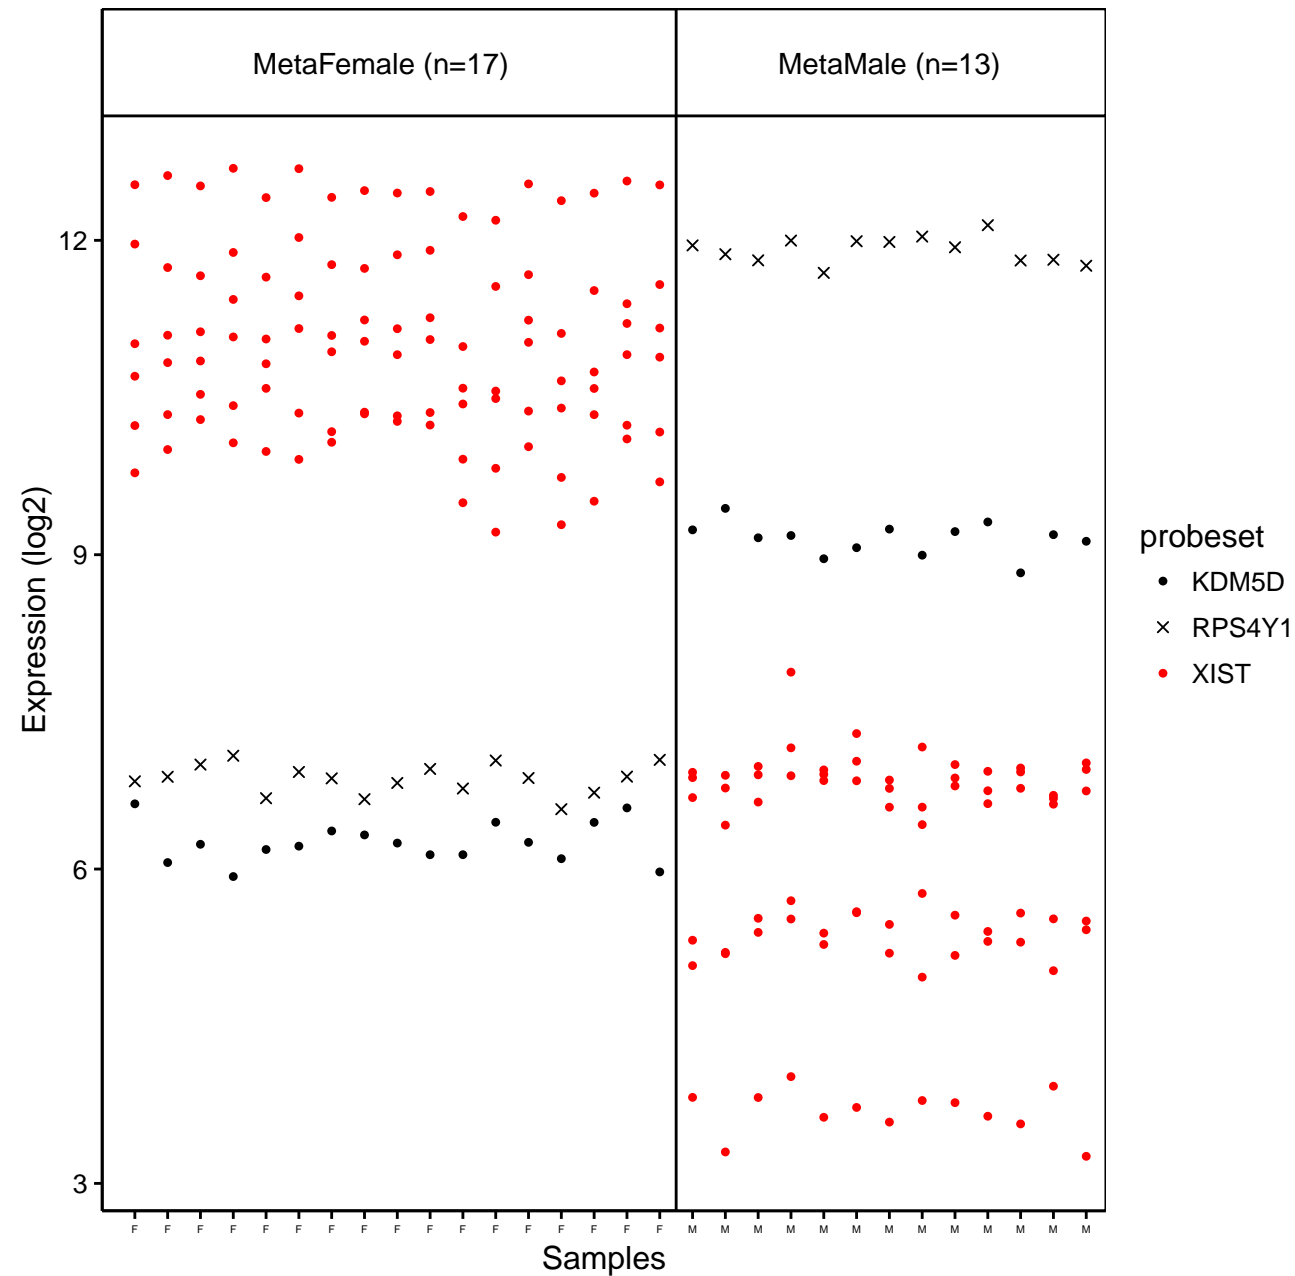 MetaFemale (n=17) MetaMale (n=13)
12
9
6
3
Expression (log2)
F F F F F F F F F F F F F F F F F M M M M M M M M M M M M M
Samples
probeset
KDM5D
RPS4Y1
XIST